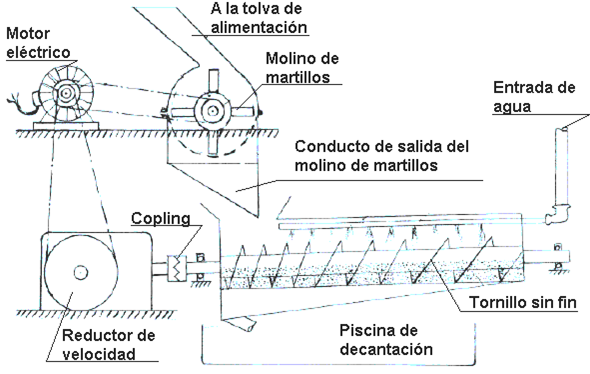 A la tolva de
alimentación
Motor
eléctrico
Molino de
martillos
Entrada de
agua
Conducto de salida del
molino de martillos
Copling
Tornillo sin fin
Reductor de
velocidad
Piscina de
decantación